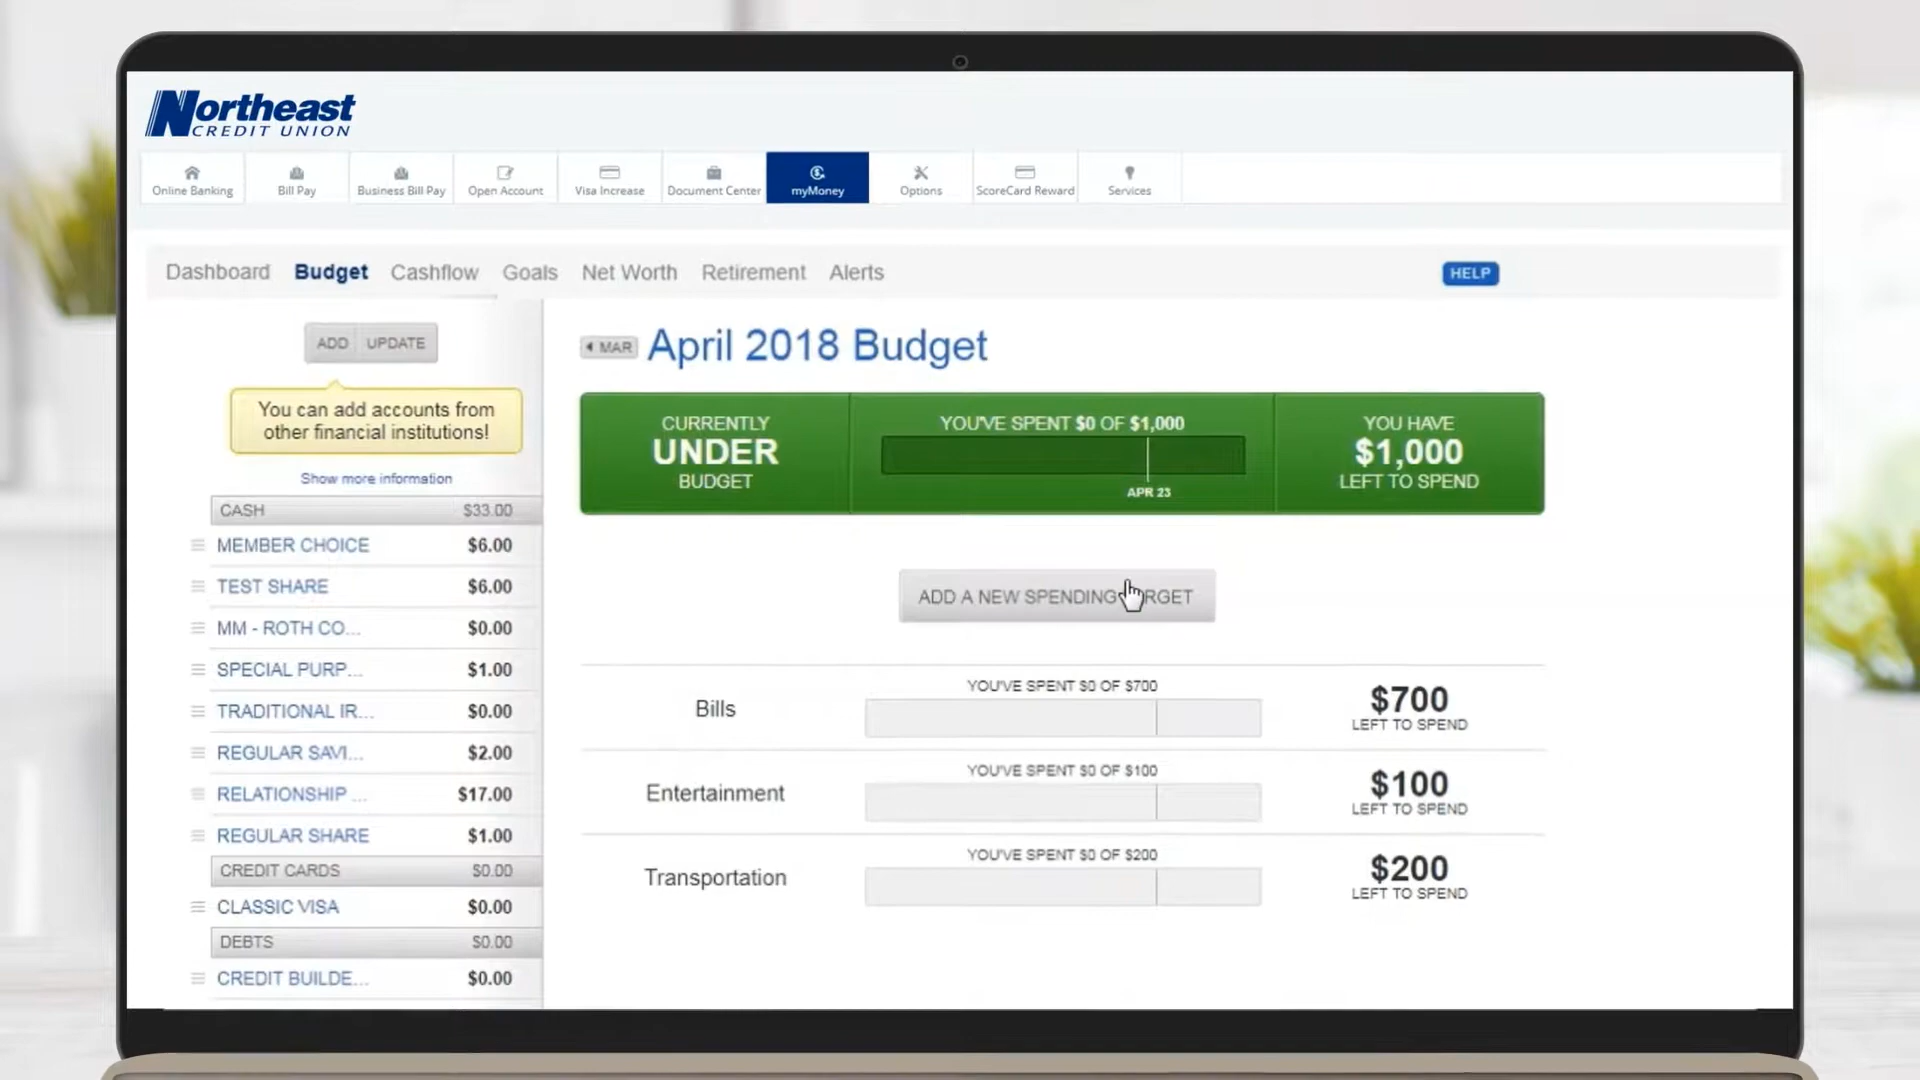 Northeast
CREDIT UNION
Online Banking
Bill Pay
Business Bill Pay
Open Account
Visa Increase
Document Center
myMoney
Options
ScoreCard Reward
Services
Dashboard Budget Cashflow Goals Net Worth Retirement Alerts HELP
ADD UPDATE
You can add accounts from
other financial institutions!
Show more information
CASH $33.00
MEMBER CHOICE $6.00
TEST SHARE $6.00
MM - ROTH CO... $0.00
SPECIAL PURP... $1.00
TRADITIONAL IR... $0.00
REGULAR SAVI... $2.00
RELATIONSHIP ... $17.00
REGULAR SHARE $1.00
CREDIT CARDS $0.00
CLASSIC VISA $0.00
DEBTS $0.00
CREDIT BUILDE... $0.00
MAR April 2018 Budget
CURRENTLY
UNDER
BUDGET
YOU'VE SPENT $0 OF $1,000
APR 23
YOU HAVE
$1,000
LEFT TO SPEND
ADD A NEW SPENDING
YOU'VE SPENT $0 OF $700
Bills
$700
LEFT TO SPEND
YOU'VE SPENT $0 OF $100
Entertainment
$100
LEFT TO SPEND
YOU'VE SPENT $0 OF $200
Transportation
$200
LEFT TO SPEND